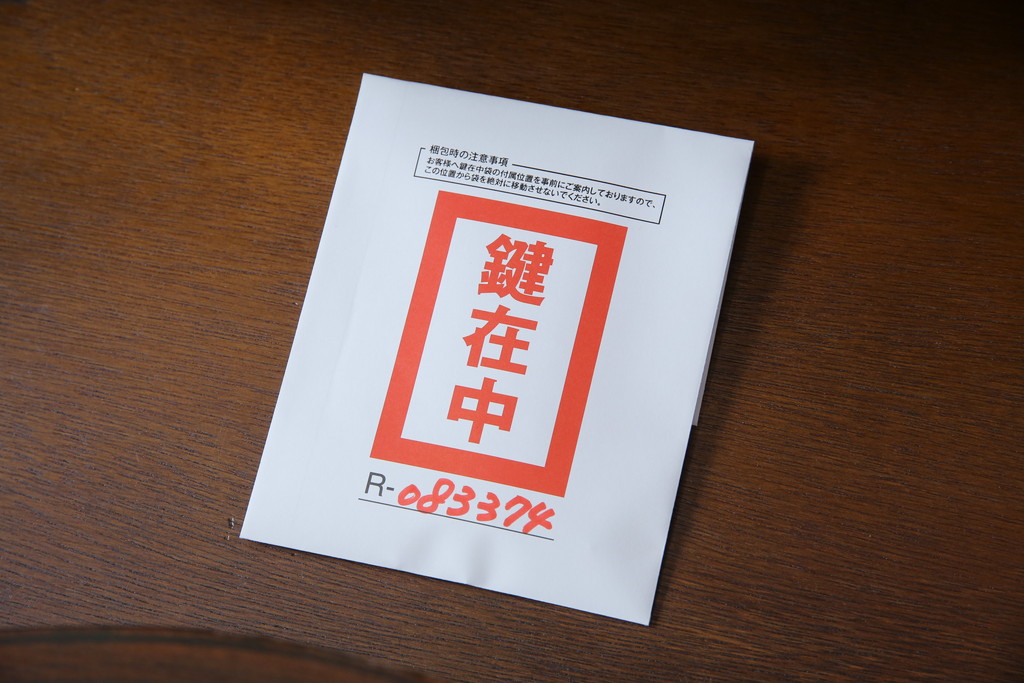 梱包時の注意事項
お客様へ鍵在中袋の付属位置を事前にご案内しておりますので、
この位置から袋を絶対に移動させないでください。
鍵在中
R-083374